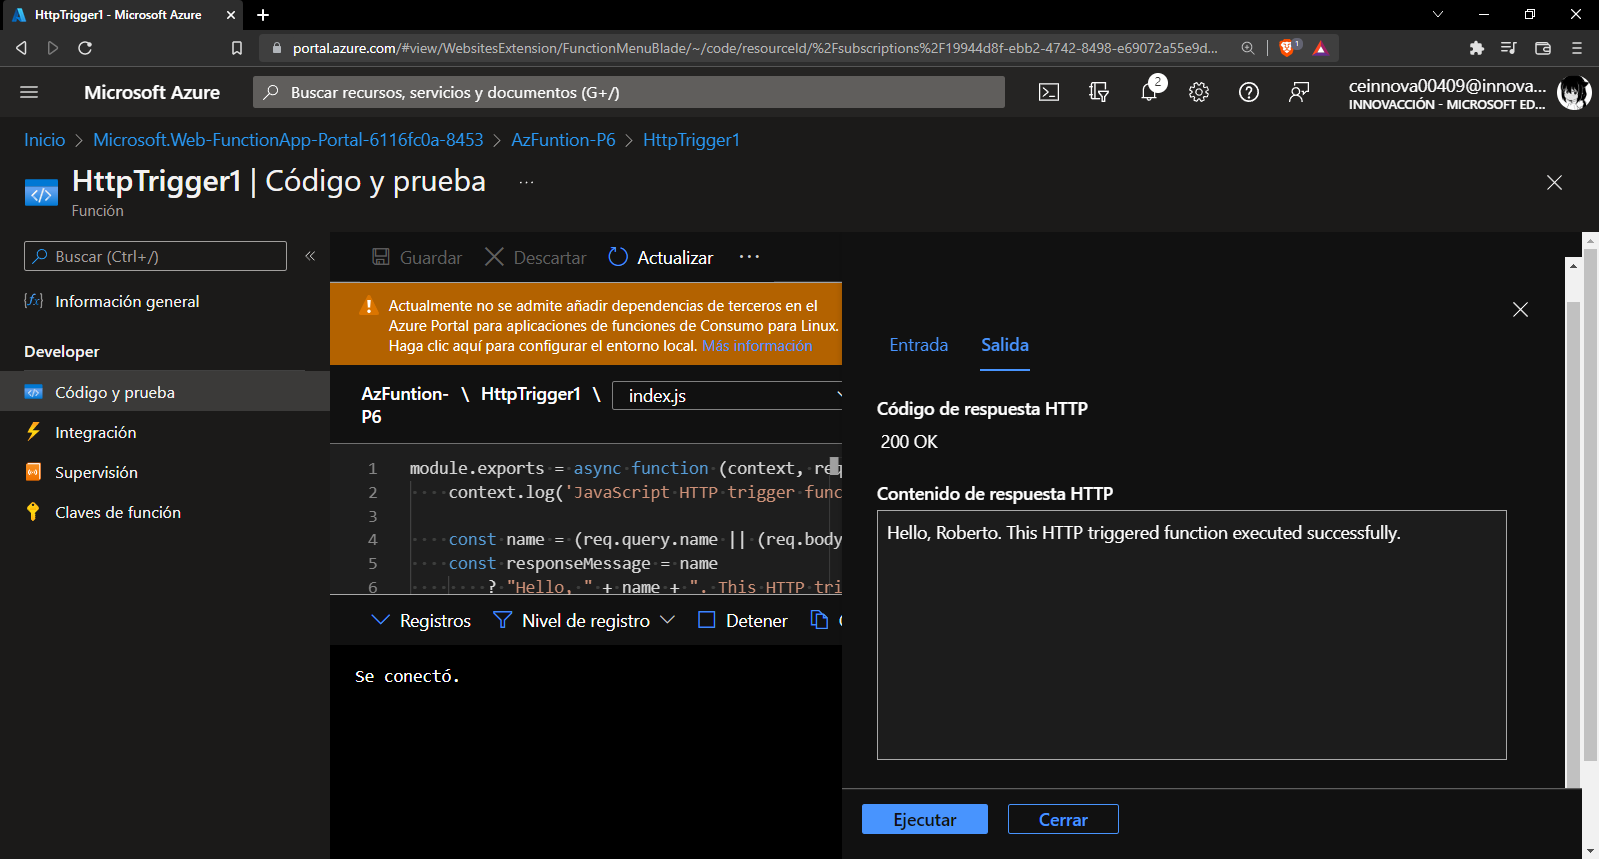 HttpTrigger1 - Microsoft Azure
portal.azure.com/#view/WebsitesExtension/FunctionMenuBlade/~/code/resourceId/%2Fsubscriptions%2F19944d8f-ebb2-4742-8498-e69072a55e9d...
1
Microsoft Azure
Buscar recursos, servicios y documentos (G+/)
2
ceinnova00409@innova...
INNOVACCIÓN - MICROSOFT ED...
Inicio > Microsoft.Web-FunctionApp-Portal-6116fc0a-8453 > AzFuntion-P6 > HttpTrigger1
HttpTrigger1 | Código y prueba ...
Función
Buscar (Ctrl+/)
«
Información general
Developer
Código y prueba
Integración
Supervisión
Claves de función
Guardar
Descartar
Actualizar
...
Actualmente no se admite añadir dependencias de terceros en el
Azure Portal para aplicaciones de funciones de Consumo para Linux.
Haga clic aquí para configurar el entorno local. Más información
AzFuntion-
P6
\ HttpTrigger1 \
index.js
1 module.exports = async function (context, req
2 context.log('JavaScript HTTP trigger func
3
4 const name = (req.query.name || (req.body
5 const responseMessage = name
6 ? "Hello, " + name + ". This HTTP tri
Registros
Nivel de registro
Detener
Se conectó.
Entrada
Salida
Código de respuesta HTTP
200 OK
Contenido de respuesta HTTP
Hello, Roberto. This HTTP triggered function executed successfully.
Ejecutar
Cerrar